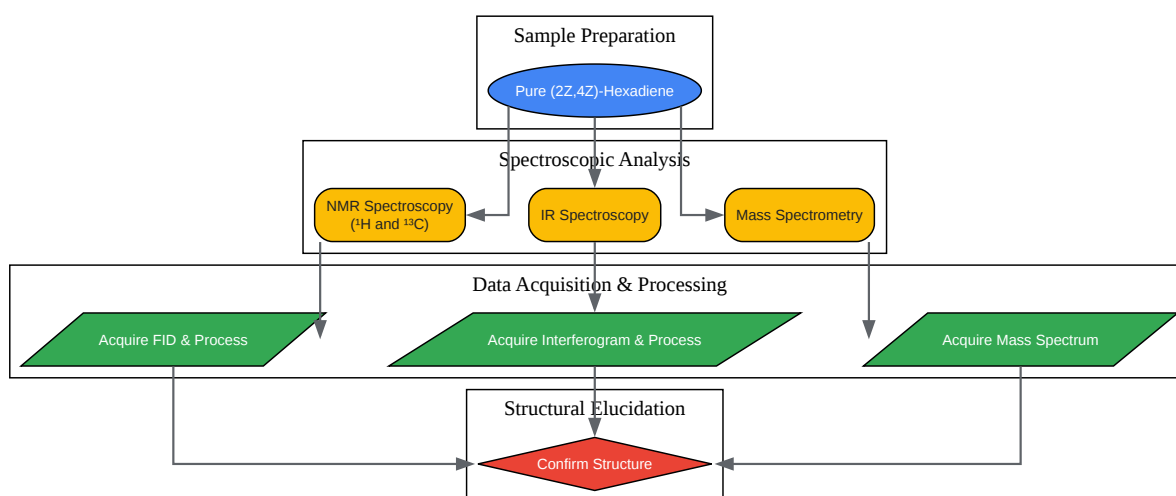 Sample Preparation
Pure (2Z,4Z)-Hexadiene
Spectroscopic Analysis
NMR Spectroscopy
(¹H and ¹³C)
IR Spectroscopy
Mass Spectrometry
Data Acquisition & Processing
Acquire FID & Process
Acquire Interferogram & Process
Acquire Mass Spectrum
Structural Elucidation
Confirm Structure